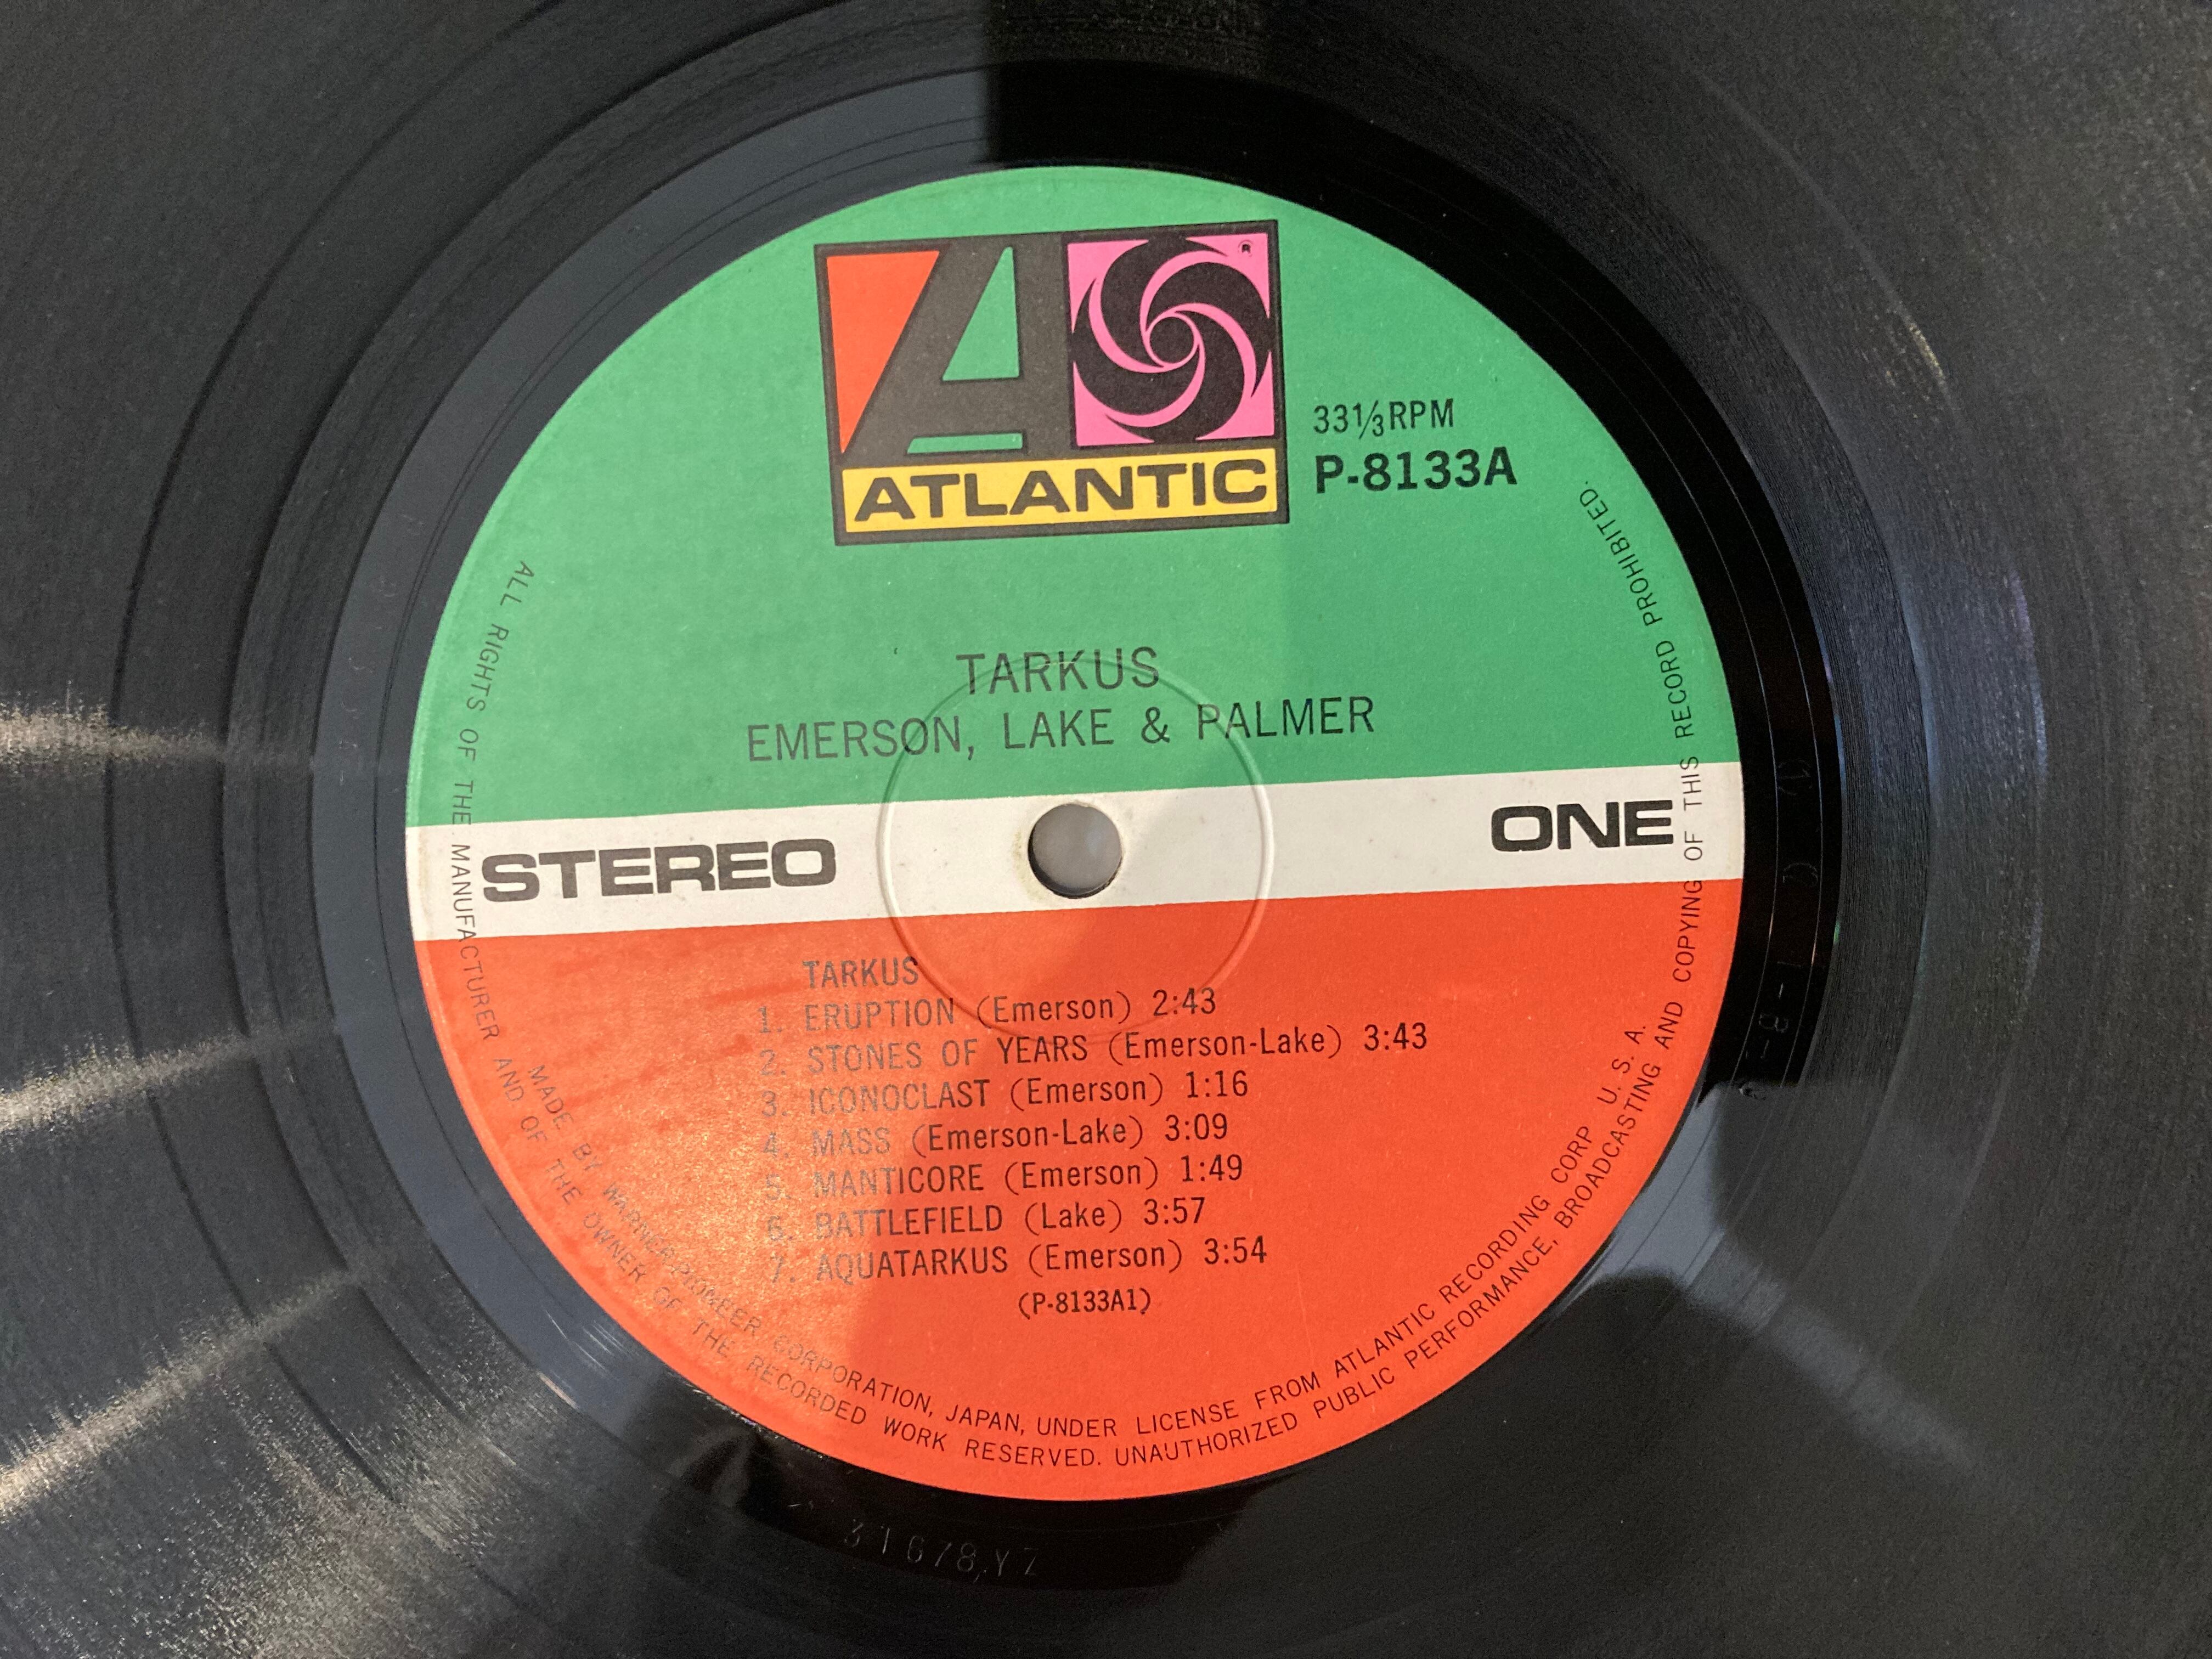 ATLANTIC
®
33⅓RPM
P-8133A
TARKUS
EMERSON, LAKE & PALMER
STEREO
ONE
TARKUS
1. ERUPTION (Emerson) 2:43
2. STONES OF YEARS (Emerson-Lake) 3:43
3. ICONOCLAST (Emerson) 1:16
4. MASS (Emerson-Lake) 3:09
5. MANTICORE (Emerson) 1:49
6. BATTLEFIELD (Lake) 3:57
7. AQUATARKUS (Emerson) 3:54
(P-8133A1)
MADE BY WARNER-PIONEER CORPORATION, JAPAN, UNDER LICENSE FROM ATLANTIC RECORDING CORP U. S. A.
ALL RIGHTS OF THE MANUFACTURER AND OF THE OWNER OF THE RECORDED WORK RESERVED. UNAUTHORIZED PUBLIC PERFORMANCE, BROADCASTING AND COPYING OF THIS RECORD PROHIBITED.